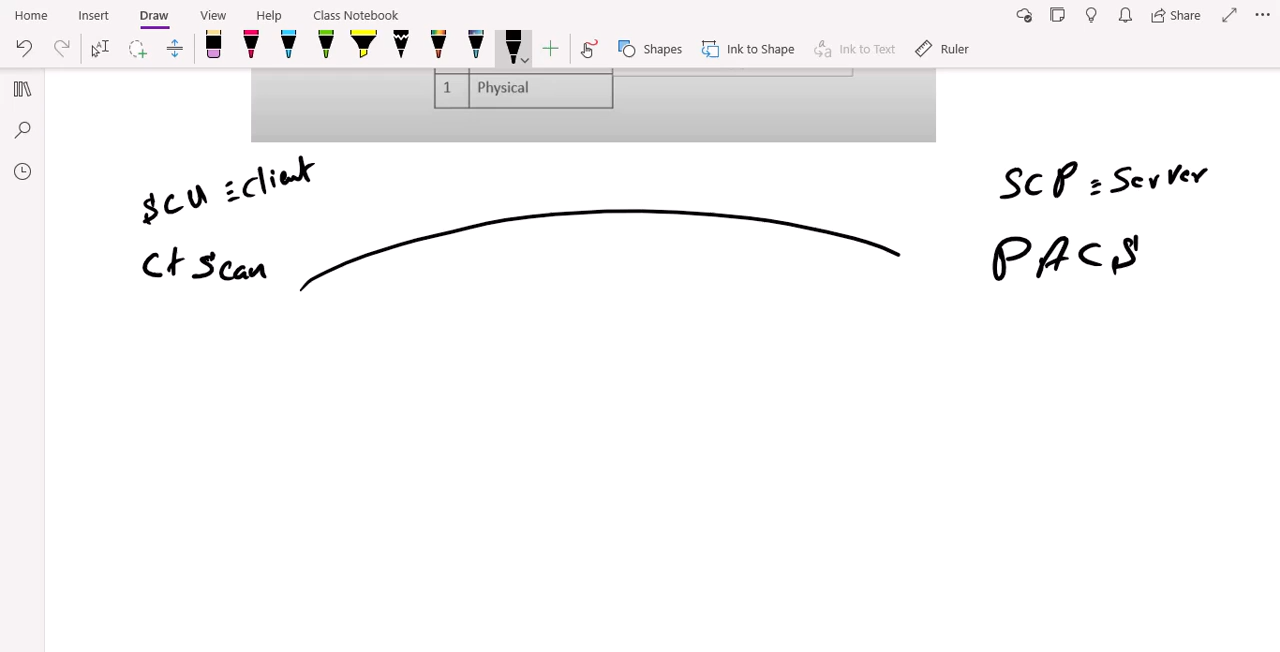 Home Insert Draw View Help Class Notebook Share
Shapes Ink to Shape Ink to Text Ruler
1 Physical
SCU ≡ Client
SCP ≡ Server
Ct Scan
PACS